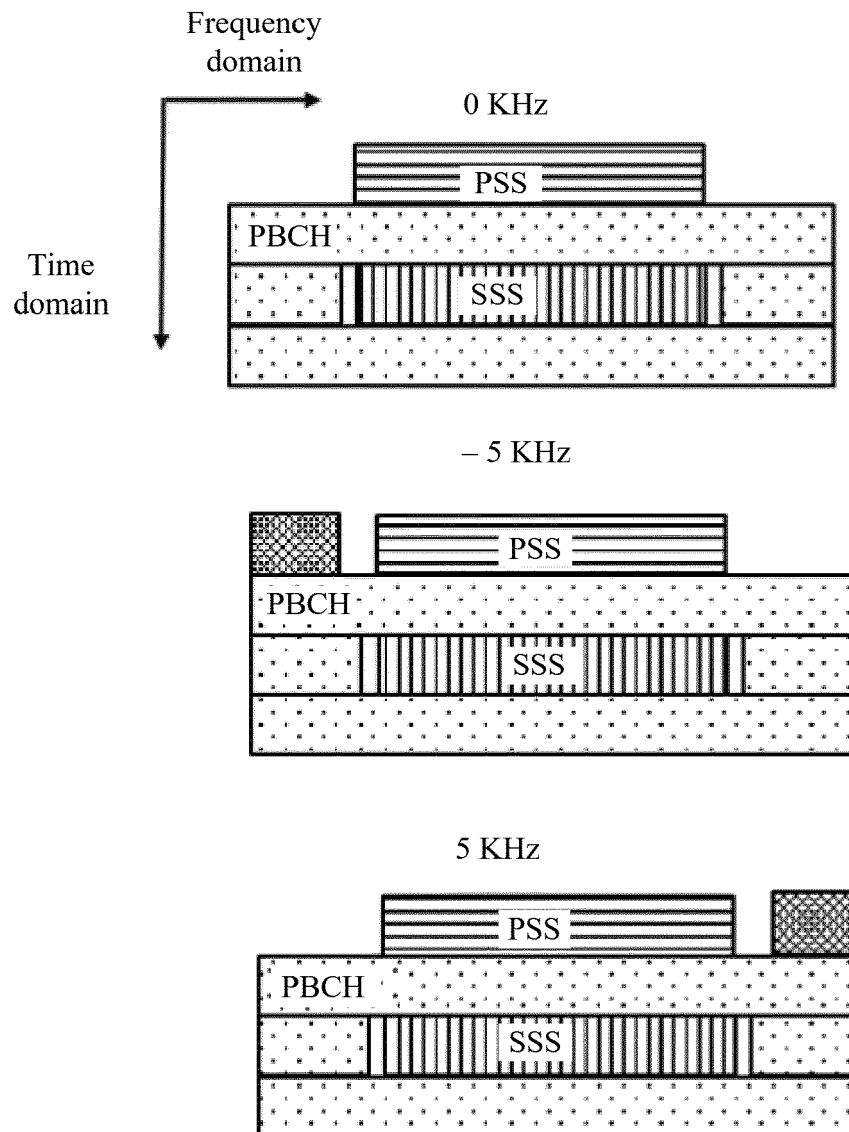 Frequency
domain
0 KHz
PSS
PBCH
Time
domain
SSS
– 5 KHz
PSS
PBCH
SSS
5 KHz
PSS
PBCH
SSS